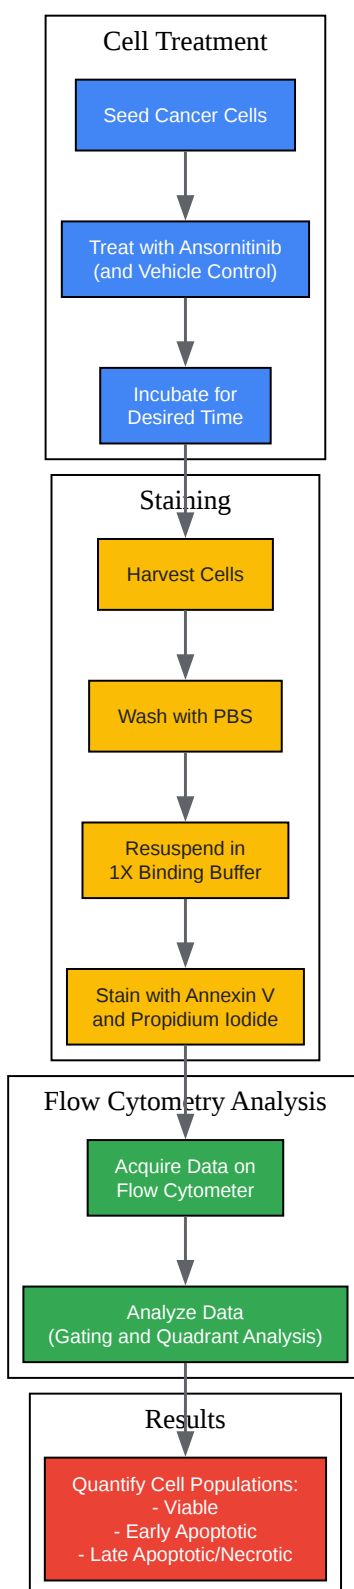 Cell Treatment
Seed Cancer Cells
Treat with Ansornitinib
(and Vehicle Control)
Incubate for
Desired Time
Staining
Harvest Cells
Wash with PBS
Resuspend in
1X Binding Buffer
Stain with Annexin V
and Propidium Iodide
Flow Cytometry Analysis
Acquire Data on
Flow Cytometer
Analyze Data
(Gating and Quadrant Analysis)
Results
Quantify Cell Populations:
- Viable
- Early Apoptotic
- Late Apoptotic/Necrotic